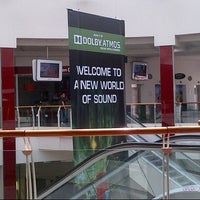 DOLBY ATMOS
WELCOME TO
A NEW WORLD
OF SOUND